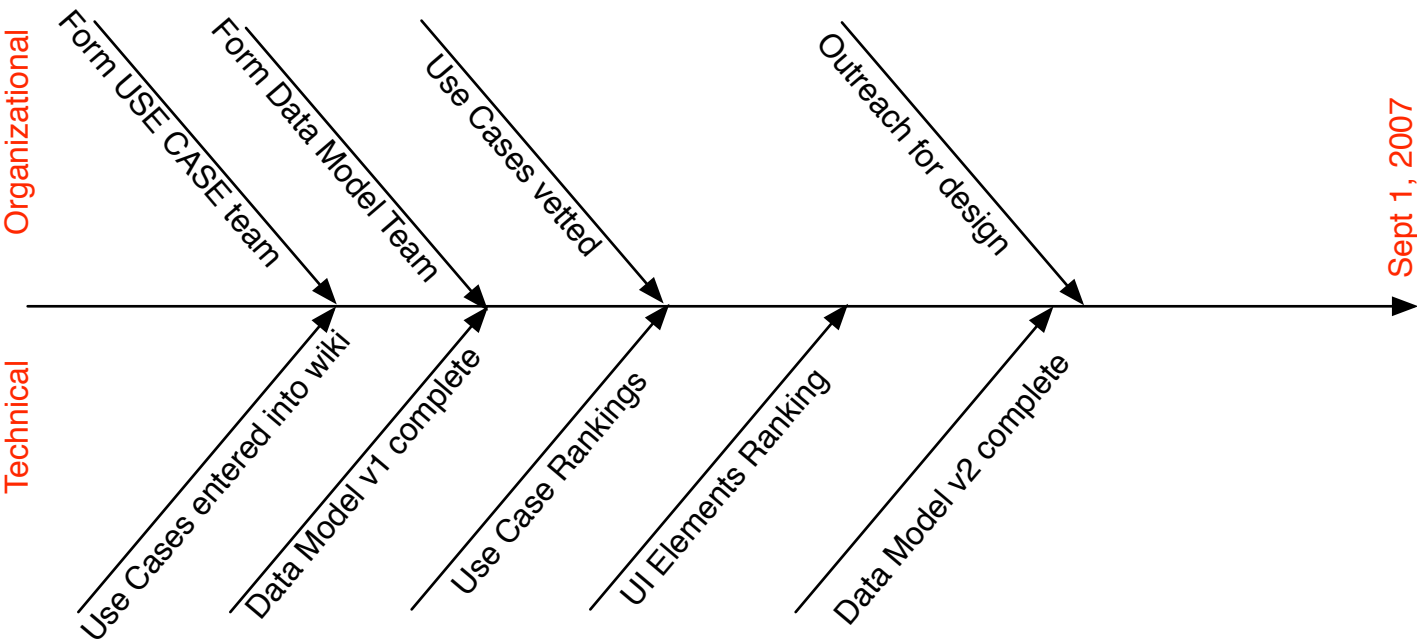 Organizational
Form USE CASE team
Form Data Model Team
Use Cases vetted
Outreach for design
Sept 1, 2007
Technical
Use Cases entered into wiki
Data Model v1 complete
Use Case Rankings
UI Elements Ranking
Data Model v2 complete